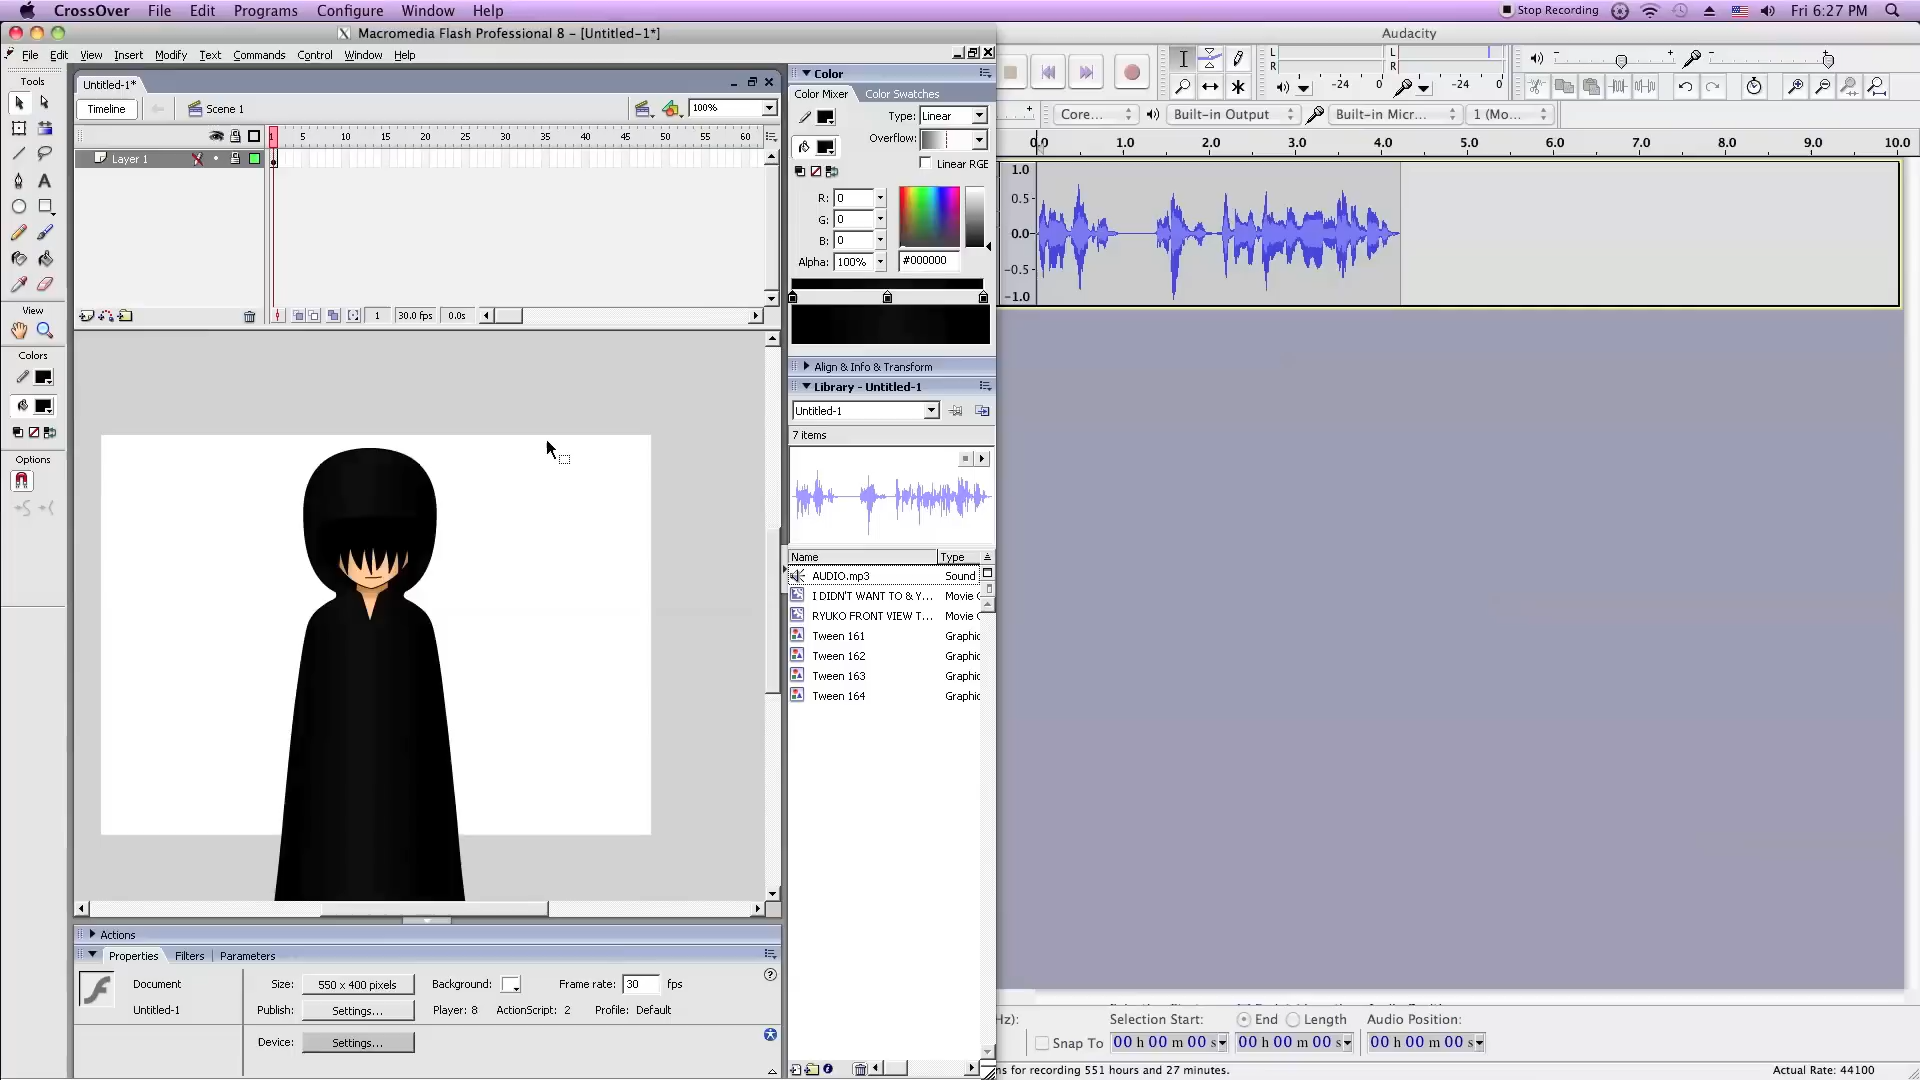 CrossOver File Edit Programs Configure Window Help
Stop Recording Fri 6:27 PM
Macromedia Flash Professional 8 - [Untitled-1*]
Audacity
File Edit View Insert Modify Text Commands Control Window Help
Tools
Untitled-1*
Timeline Scene 1 100%
5 10 15 20 25 30 35 40 45 50 55 60
Layer 1
1 30.0 fps 0.0s
View
Colors
Options
Color
Color Mixer Color Swatches
Type: Linear
Overflow:
Linear RGB
R: 0
G: 0
B: 0
Alpha: 100% #000000
Align & Info & Transform
Library - Untitled-1
Untitled-1
7 items
Name Type
AUDIO.mp3 Sound
I DIDN'T WANT TO & Y... Movie C
RYUKO FRONT VIEW T... Movie C
Tween 161 Graphic
Tween 162 Graphic
Tween 163 Graphic
Tween 164 Graphic
Actions
Properties Filters Parameters
Document Size: 550 x 400 pixels Background: Frame rate: 30 fps
Untitled-1 Publish: Settings... Player: 8 ActionScript: 2 Profile: Default
Device: Settings...
L
R
-24 0
L
R
-24 0
Core... Built-in Output Built-in Micr... 1 (Mo...
0.0 1.0 2.0 3.0 4.0 5.0 6.0 7.0 8.0 9.0 10.0
1.0
0.5
0.0
-0.5
-1.0
Hz): Selection Start: End Length Audio Position:
Snap To 00 h 00 m 00 s 00 h 00 m 00 s 00 h 00 m 00 s
ns for recording 551 hours and 27 minutes. Actual Rate: 44100